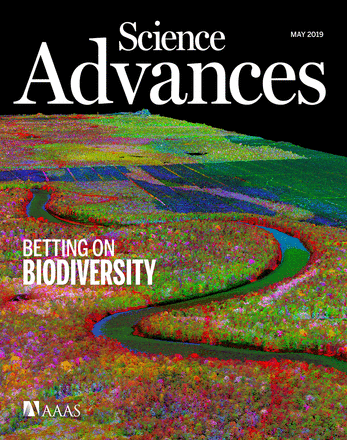 Science
MAY 2019
Advances
BETTING ON
BIODIVERSITY
AAAS